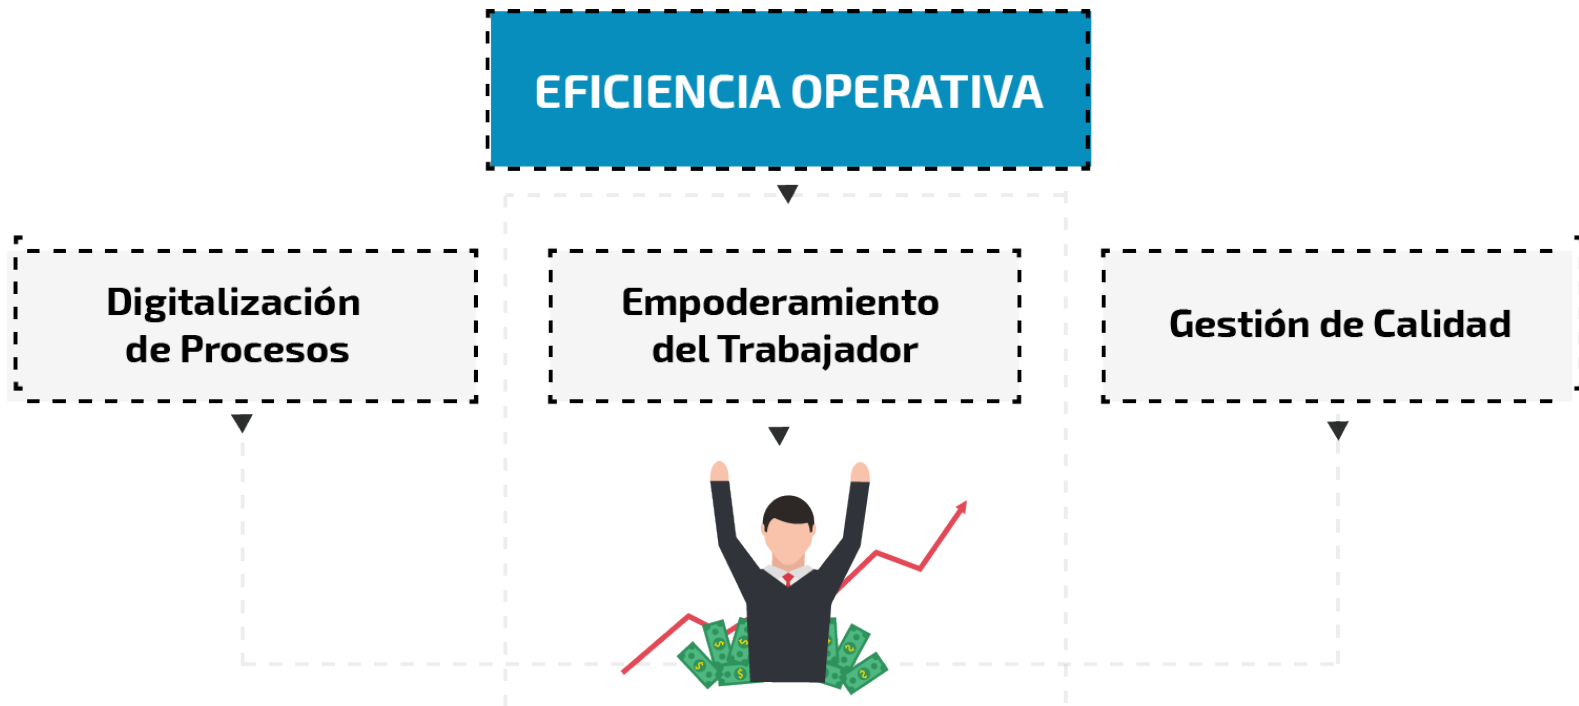 EFICIENCIA OPERATIVA
Digitalización
de Procesos
Empoderamiento
del Trabajador
Gestión de Calidad